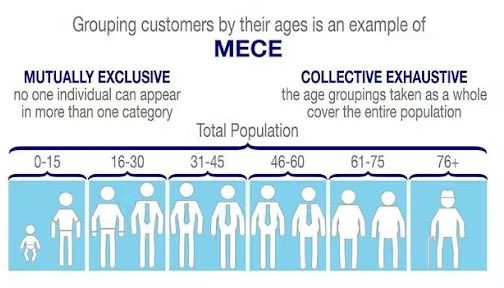 Grouping customers by their ages is an example of
MECE
MUTUALLY EXCLUSIVE
no one individual can appear
in more than one category
COLLECTIVE EXHAUSTIVE
the age groupings taken as a whole
cover the entire population
Total Population
0-15 16-30 31-45 46-60 61-75 76+